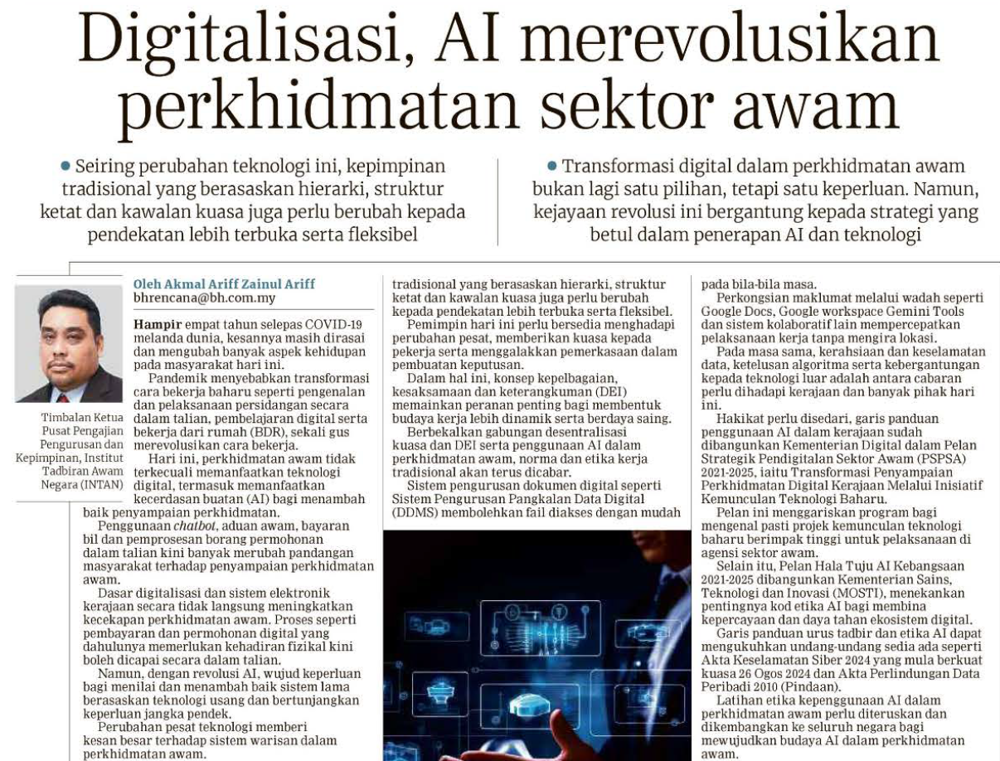 Digitalisasi, AI merevolusikan
perkhidmatan sektor awam
● Seiring perubahan teknologi ini, kepimpinan
tradisional yang berasaskan hierarki, struktur
ketat dan kawalan kuasa juga perlu berubah kepada
pendekatan lebih terbuka serta fleksibel
● Transformasi digital dalam perkhidmatan awam
bukan lagi satu pilihan, tetapi satu keperluan. Namun,
kejayaan revolusi ini bergantung kepada strategi yang
betul dalam penerapan AI dan teknologi
Timbalan Ketua
Pusat Pengajian
Pengurusan dan
Kepimpinan, Institut
Tadbiran Awam
Negara (INTAN)
Oleh Akmal Ariff Zainul Ariff
bhrencana@bh.com.my
Hampir empat tahun selepas COVID-19
melanda dunia, kesannya masih dirasai
dan mengubah banyak aspek kehidupan
pada masyarakat hari ini.
Pandemik menyebabkan transformasi
cara bekerja baharu seperti pengenalan
dan pelaksanaan persidangan secara
dalam talian, pembelajaran digital serta
bekerja dari rumah (BDR), sekali gus
merevolusikan cara bekerja.
Hari ini, perkhidmatan awam tidak
terkecuali memanfaatkan teknologi
digital, termasuk memanfaatkan
kecerdasan buatan (AI) bagi menambah
baik penyampaian perkhidmatan.
Penggunaan chatbot, aduan awam, bayaran
bil dan pemprosesan borang permohonan
dalam talian kini banyak merubah pandangan
masyarakat terhadap penyampaian perkhidmatan
awam.
Dasar digitalisasi dan sistem elektronik
kerajaan secara tidak langsung meningkatkan
kecekapan perkhidmatan awam. Proses seperti
pembayaran dan permohonan digital yang
dahulunya memerlukan kehadiran fizikal kini
boleh dicapai secara dalam talian.
Namun, dengan revolusi AI, wujud keperluan
bagi menilai dan menambah baik sistem lama
berasaskan teknologi usang dan bertunjangkan
keperluan jangka pendek.
Perubahan pesat teknologi memberi
kesan besar terhadap sistem warisan dalam
perkhidmatan awam.
tradisional yang berasaskan hierarki, struktur
ketat dan kawalan kuasa juga perlu berubah
kepada pendekatan lebih terbuka serta fleksibel.
Pemimpin hari ini perlu bersedia menghadapi
perubahan pesat, memberikan kuasa kepada
pekerja serta menggalakkan pemerkasaan dalam
pembuatan keputusan.
Dalam hal ini, konsep kepelbagaian,
kesaksamaan dan keterangkuman (DEI)
memainkan peranan penting bagi membentuk
budaya kerja lebih dinamik serta berdaya saing.
Berbekalkan gabungan desentralisasi
kuasa dan DEI serta penggunaan AI dalam
perkhidmatan awam, norma dan etika kerja
tradisional akan terus dicabar.
Sistem pengurusan dokumen digital seperti
Sistem Pengurusan Pangkalan Data Digital
(DDMS) membolehkan fail diakses dengan mudah
pada bila-bila masa.
Perkongsian maklumat melalui wadah seperti
Google Docs, Google workspace Gemini Tools
dan sistem kolaboratif lain mempercepatkan
pelaksanaan kerja tanpa mengira lokasi.
Pada masa sama, kerahsiaan dan keselamatan
data, ketelusan algoritma serta kebergantungan
kepada teknologi luar adalah antara cabaran
perlu dihadapi kerajaan dan banyak pihak hari
ini.
Hakikat perlu disedari, garis panduan
penggunaan AI dalam kerajaan sudah
dibangunkan Kementerian Digital dalam Pelan
Strategik Pendigitalan Sektor Awam (PSPSA)
2021-2025, iaitu Transformasi Penyampaian
Perkhidmatan Digital Kerajaan Melalui Inisiatif
Kemunculan Teknologi Baharu.
Pelan ini menggariskan program bagi
mengenal pasti projek kemunculan teknologi
baharu berimpak tinggi untuk pelaksanaan di
agensi sektor awam.
Selain itu, Pelan Hala Tuju AI Kebangsaan
2021-2025 dibangunkan Kementerian Sains,
Teknologi dan Inovasi (MOSTI), menekankan
pentingnya kod etika AI bagi membina
kepercayaan dan daya tahan ekosistem digital.
Garis panduan urus tadbir dan etika AI dapat
mengukuhkan undang-undang sedia ada seperti
Akta Keselamatan Siber 2024 yang mula berkuat
kuasa 26 Ogos 2024 dan Akta Perlindungan Data
Peribadi 2010 (Pindaan).
Latihan etika kepenggunaan AI dalam
perkhidmatan awam perlu diteruskan dan
dikembangkan ke seluruh negara bagi
mewujudkan budaya AI dalam perkhidmatan
awam.